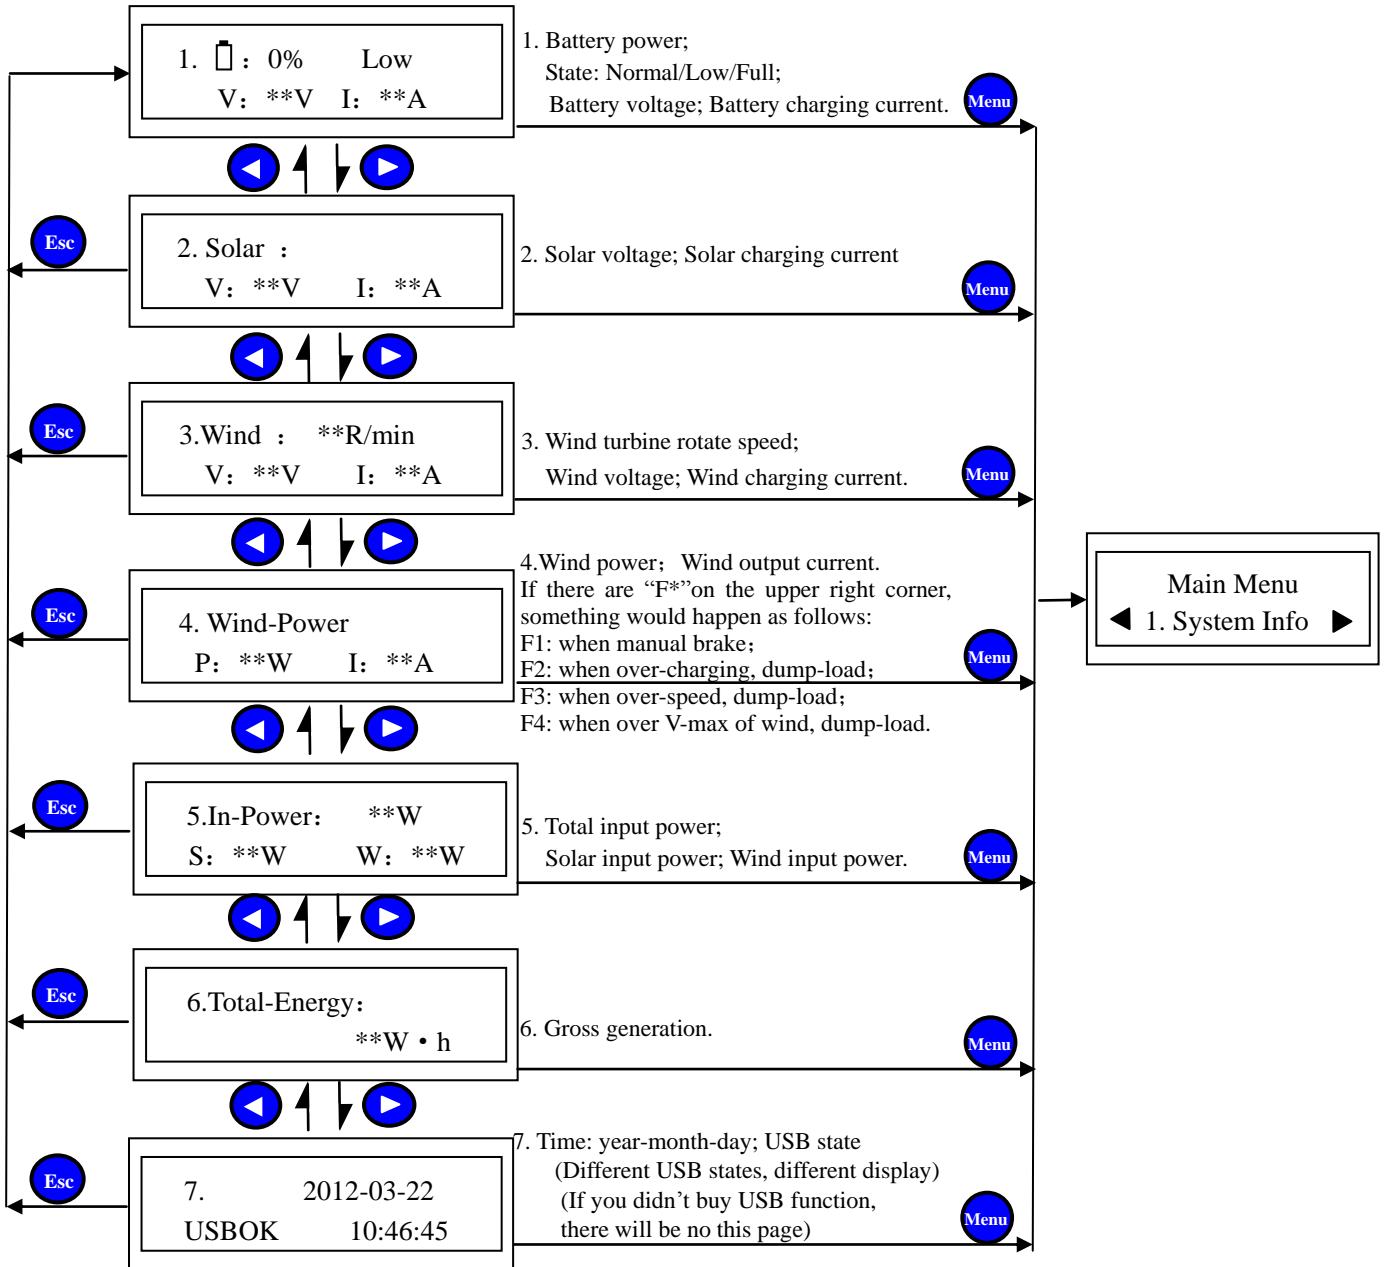 1. : 0% Low
V: **V I: **A
1. Battery power;
State: Normal/Low/Full;
Battery voltage; Battery charging current.
Menu
Esc
2. Solar :
V: **V I: **A
2. Solar voltage; Solar charging current
Menu
Esc
3.Wind : **R/min
V: **V I: **A
3. Wind turbine rotate speed;
Wind voltage; Wind charging current.
Menu
Esc
4. Wind-Power
P: **W I: **A
4.Wind power; Wind output current.
If there are “F*”on the upper right corner,
something would happen as follows:
F1: when manual brake;
F2: when over-charging, dump-load;
F3: when over-speed, dump-load;
F4: when over V-max of wind, dump-load.
Menu
Main Menu
1. System Info
Esc
5.In-Power: **W
S: **W W: **W
5. Total input power;
Solar input power; Wind input power.
Menu
Esc
6.Total-Energy:
**W·h
6. Gross generation.
Menu
Esc
7. 2012-03-22
USBOK 10:46:45
7. Time: year-month-day; USB state
(Different USB states, different display)
(If you didn’t buy USB function,
there will be no this page)
Menu